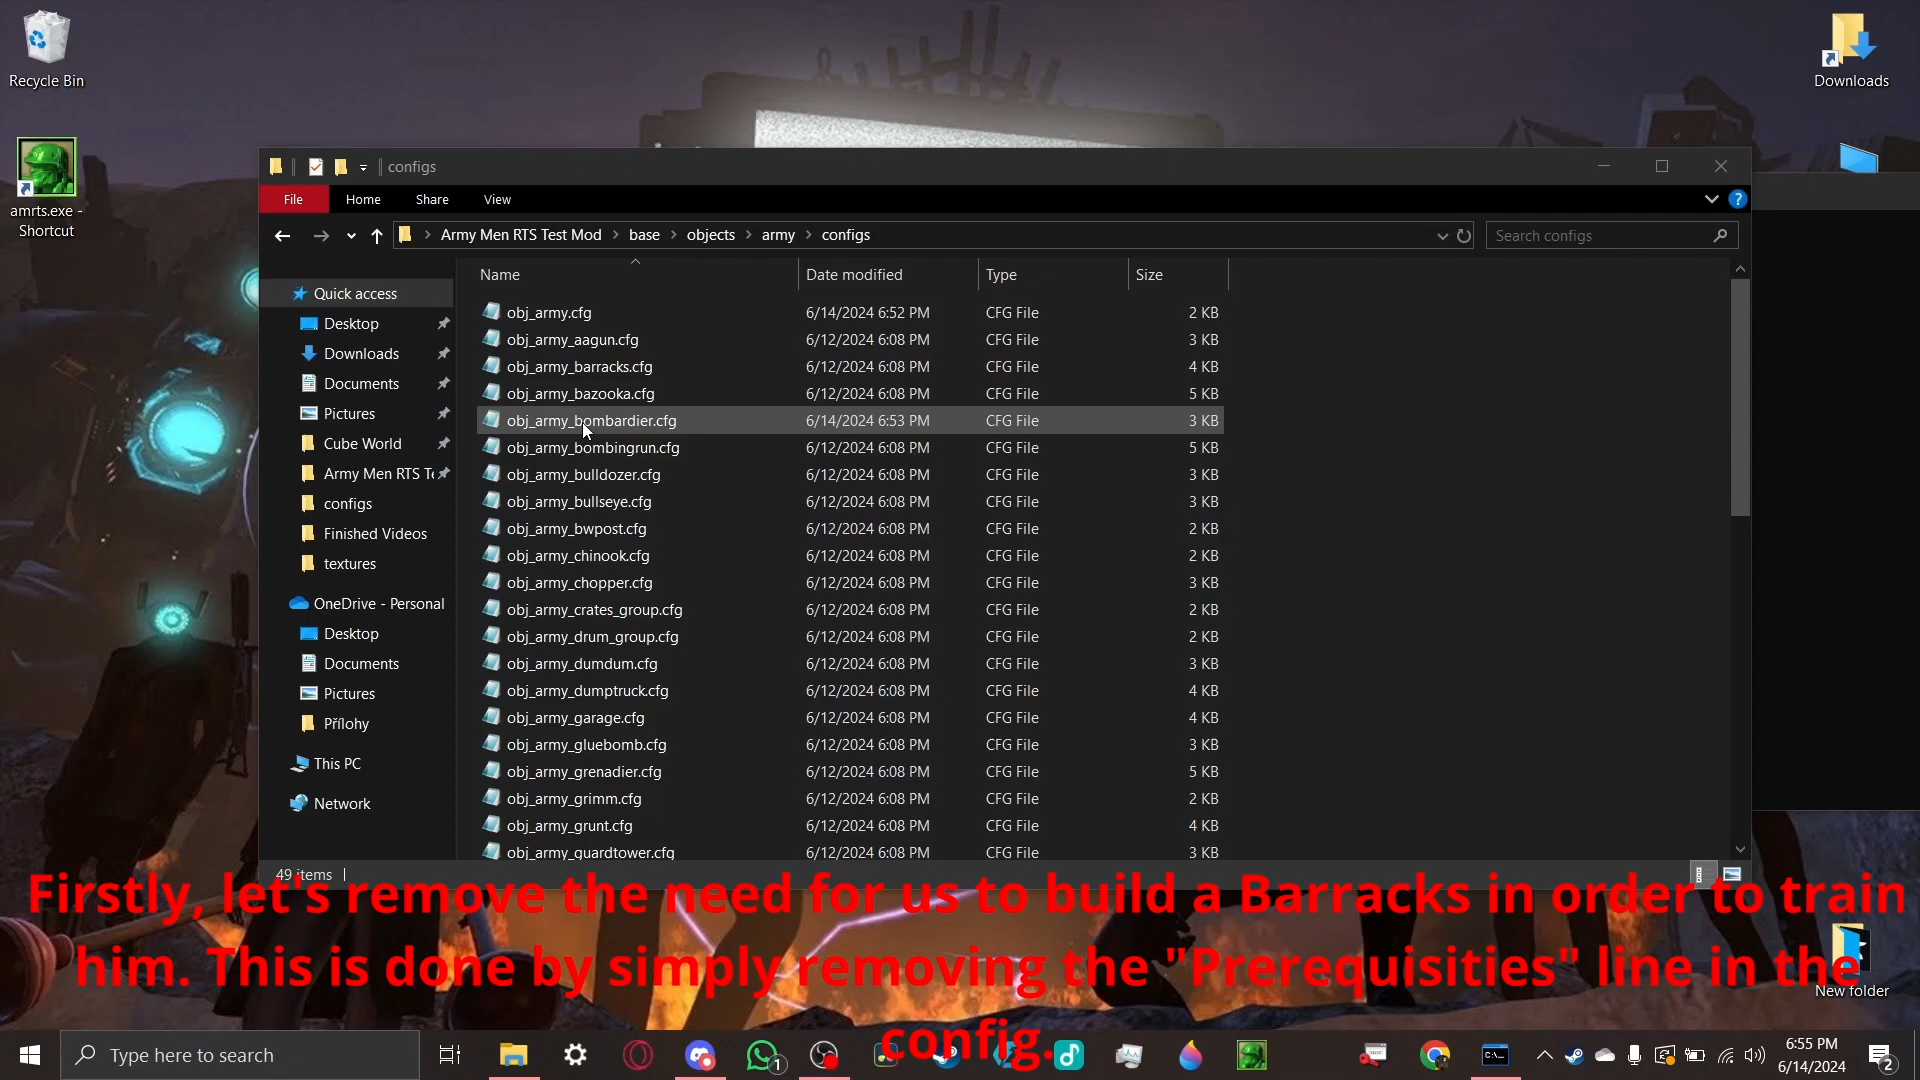 Recycle Bin
Downloads
amrts.exe -
Shortcut
configs
File
Home
Share
View
Army Men RTS Test Mod
base
objects
army
configs
Search configs
Name
Date modified
Type
Size
Quick access
Desktop
Downloads
Documents
Pictures
Cube World
Army Men RTS Te
configs
Finished Videos
textures
OneDrive - Personal
Desktop
Documents
Pictures
Přílohy
This PC
Network
obj_army.cfg 6/14/2024 6:52 PM CFG File 2 KB
obj_army_aagun.cfg 6/12/2024 6:08 PM CFG File 3 KB
obj_army_barracks.cfg 6/12/2024 6:08 PM CFG File 4 KB
obj_army_bazooka.cfg 6/12/2024 6:08 PM CFG File 5 KB
obj_army_bombardier.cfg 6/14/2024 6:53 PM CFG File 3 KB
obj_army_bombingrun.cfg 6/12/2024 6:08 PM CFG File 5 KB
obj_army_bulldozer.cfg 6/12/2024 6:08 PM CFG File 3 KB
obj_army_bullseye.cfg 6/12/2024 6:08 PM CFG File 3 KB
obj_army_bwpost.cfg 6/12/2024 6:08 PM CFG File 2 KB
obj_army_chinook.cfg 6/12/2024 6:08 PM CFG File 2 KB
obj_army_chopper.cfg 6/12/2024 6:08 PM CFG File 3 KB
obj_army_crates_group.cfg 6/12/2024 6:08 PM CFG File 2 KB
obj_army_drum_group.cfg 6/12/2024 6:08 PM CFG File 2 KB
obj_army_dumdum.cfg 6/12/2024 6:08 PM CFG File 3 KB
obj_army_dumptruck.cfg 6/12/2024 6:08 PM CFG File 4 KB
obj_army_garage.cfg 6/12/2024 6:08 PM CFG File 4 KB
obj_army_gluebomb.cfg 6/12/2024 6:08 PM CFG File 3 KB
obj_army_grenadier.cfg 6/12/2024 6:08 PM CFG File 5 KB
obj_army_grimm.cfg 6/12/2024 6:08 PM CFG File 2 KB
obj_army_grunt.cfg 6/12/2024 6:08 PM CFG File 4 KB
obj_army_guardtower.cfg 6/12/2024 6:08 PM CFG File 3 KB
49 items
Firstly, let's remove the need for us to build a Barracks in order to train
him. This is done by simply removing the "Prerequisities" line in the
config.
New folder
Type here to search
1
6:55 PM
6/14/2024
2